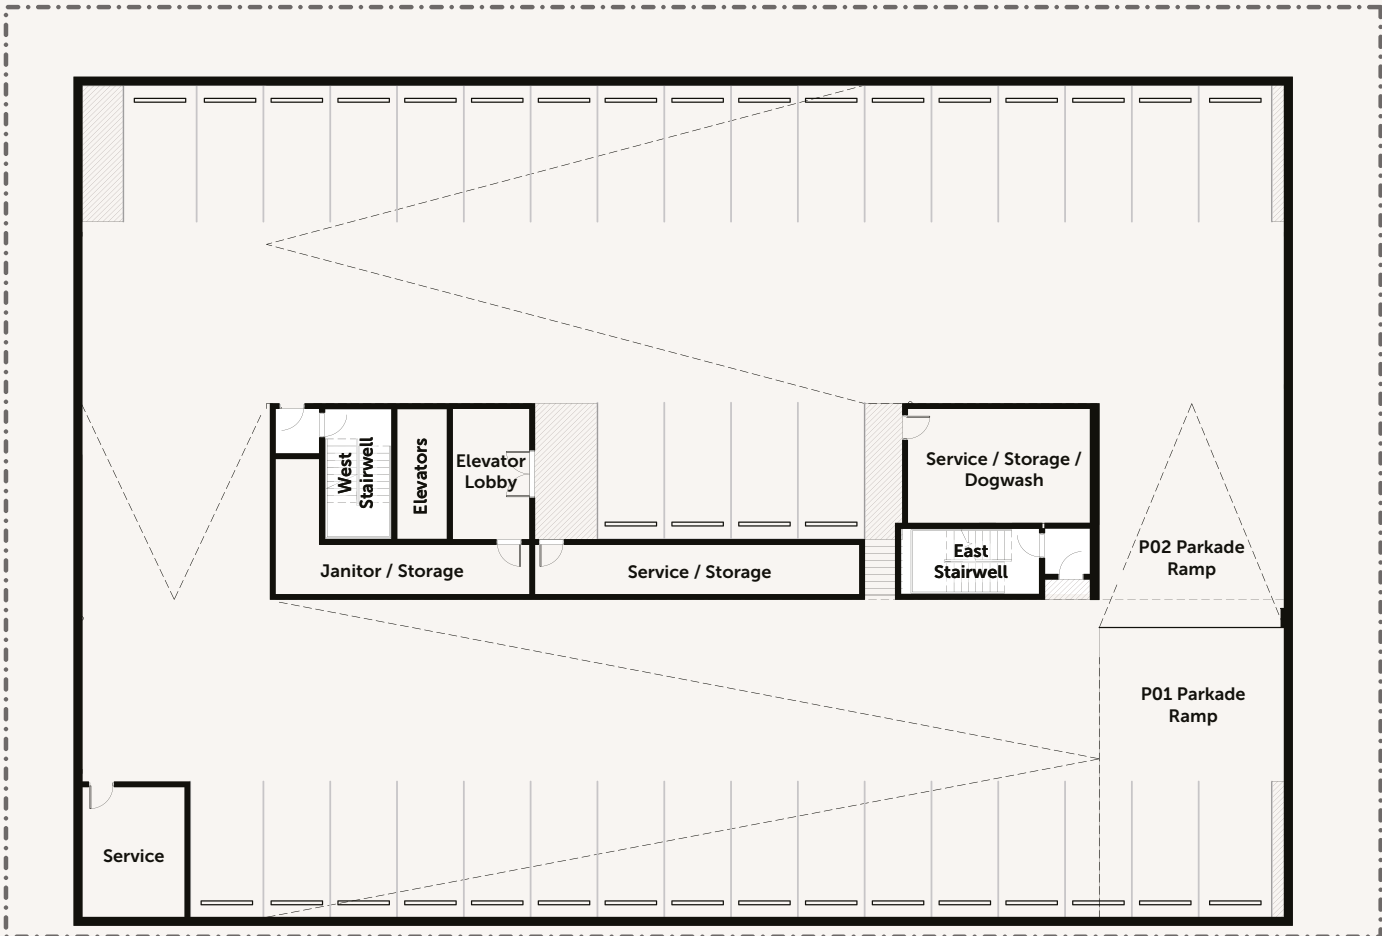 West
Stairwell
Elevators
Elevator
Lobby
Service / Storage /
Dogwash
Janitor / Storage
Service / Storage
East
Stairwell
P02 Parkade
Ramp
P01 Parkade
Ramp
Service